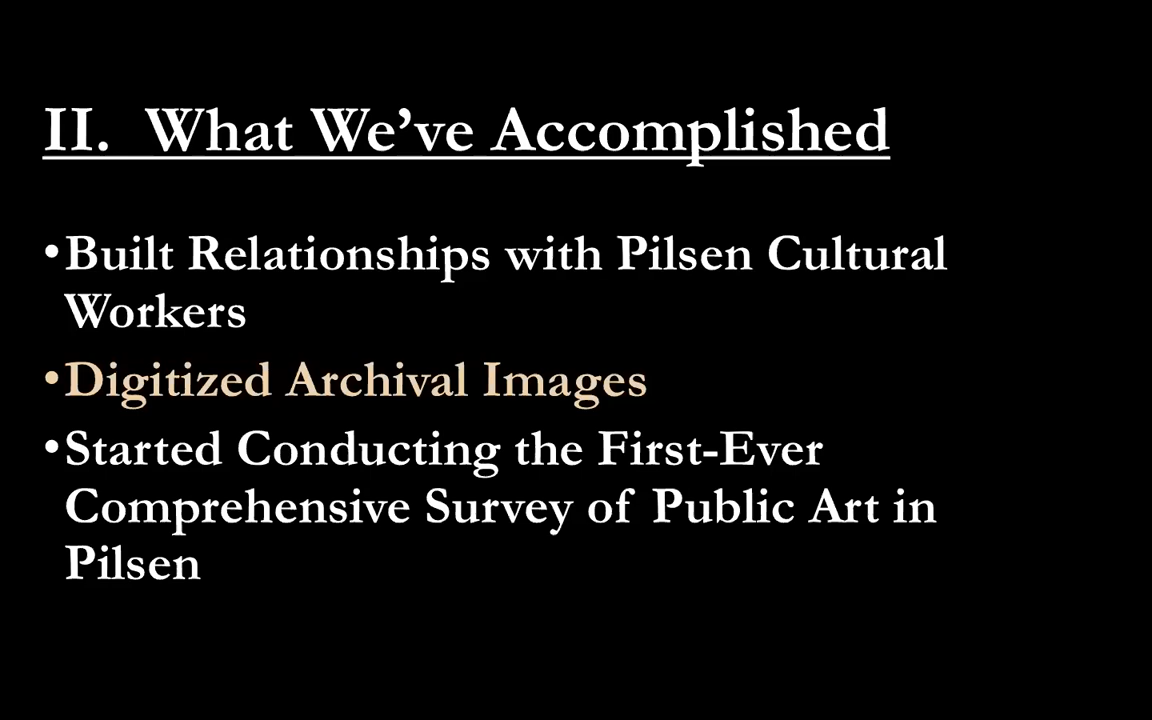 II. What We’ve Accomplished
•Built Relationships with Pilsen Cultural
Workers
•Digitized Archival Images
•Started Conducting the First-Ever
Comprehensive Survey of Public Art in
Pilsen